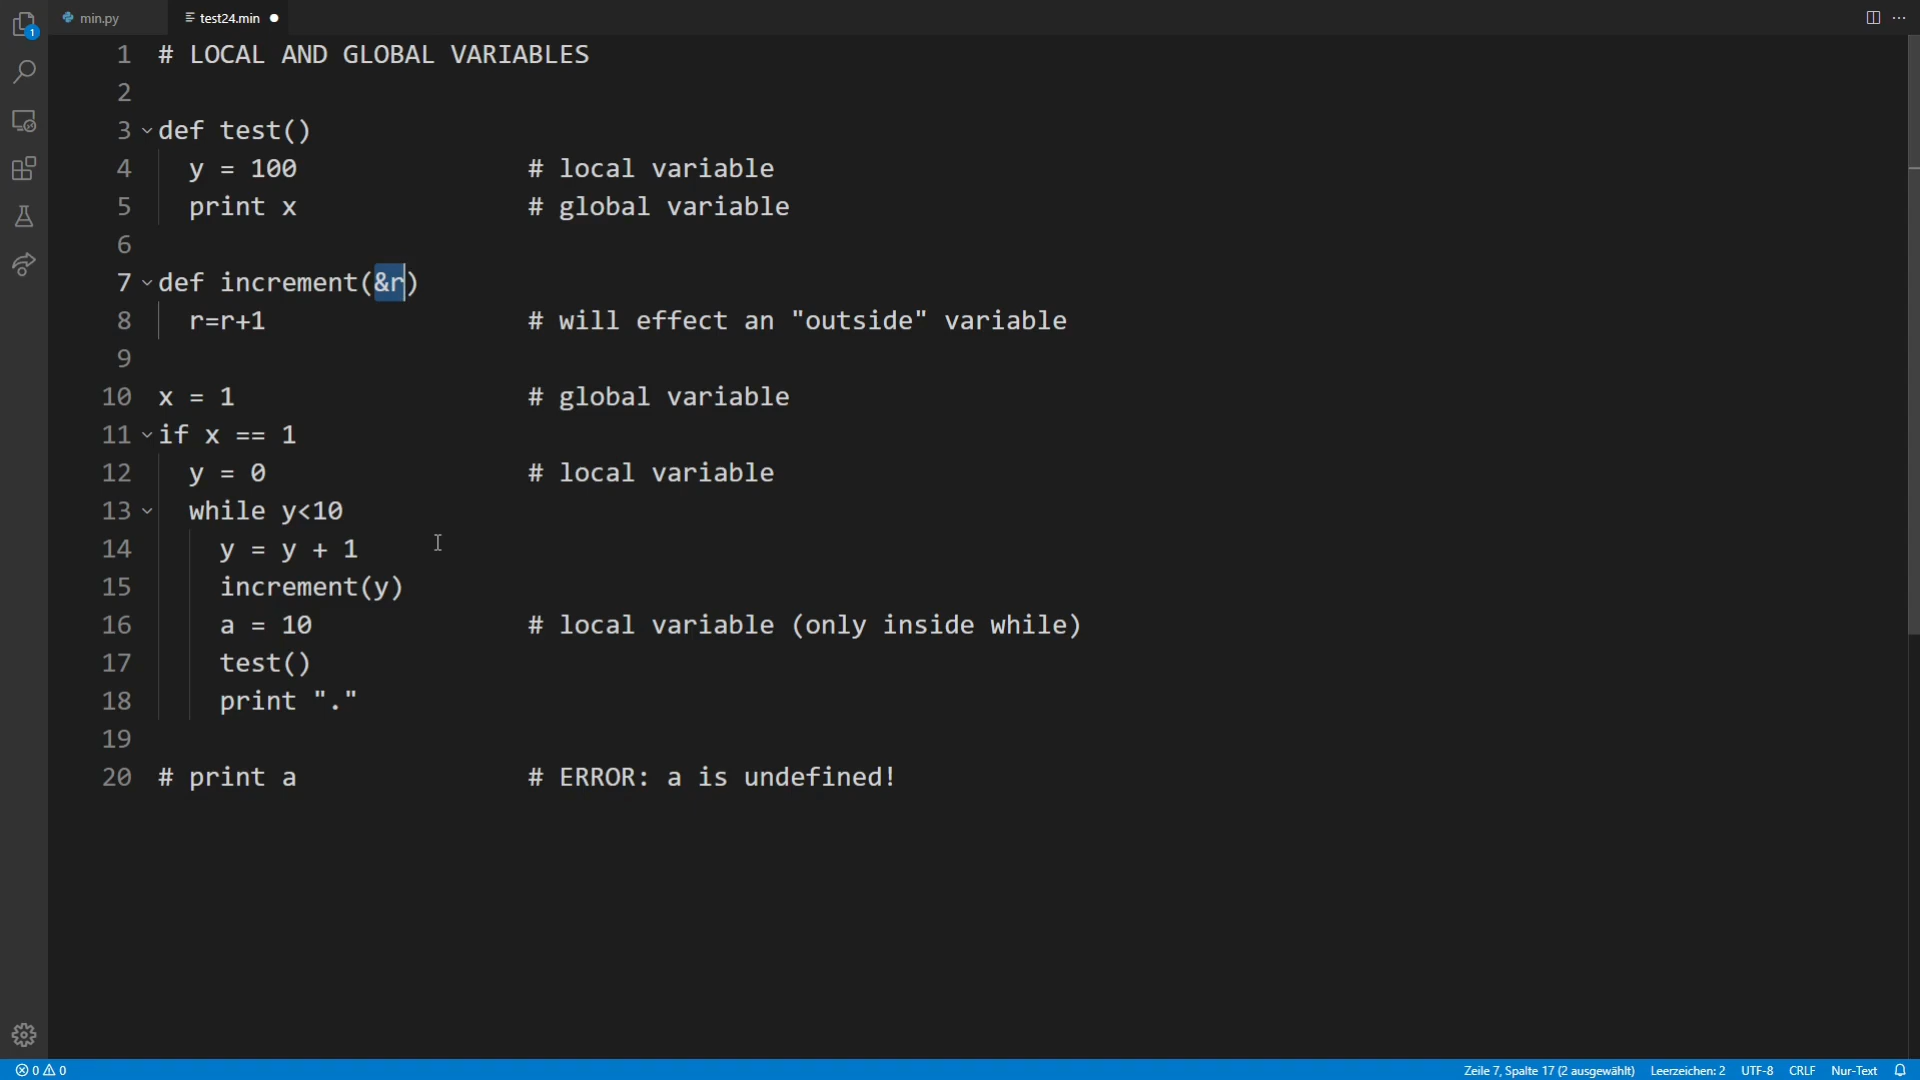 min.py
test24.min
1
1 # LOCAL AND GLOBAL VARIABLES
2
3 def test()
4 y = 100 # local variable
5 print x # global variable
6
7 def increment(&r)
8 r=r+1 # will effect an "outside" variable
9
10 x = 1 # global variable
11 if x == 1
12 y = 0 # local variable
13 while y<10
14 y = y + 1
15 increment(y)
16 a = 10 # local variable (only inside while)
17 test()
18 print "."
19
20 # print a # ERROR: a is undefined!
0 0 Zeile 7, Spalte 17 (2 ausgewählt) Leerzeichen: 2 UTF-8 CRLF Nur-Text